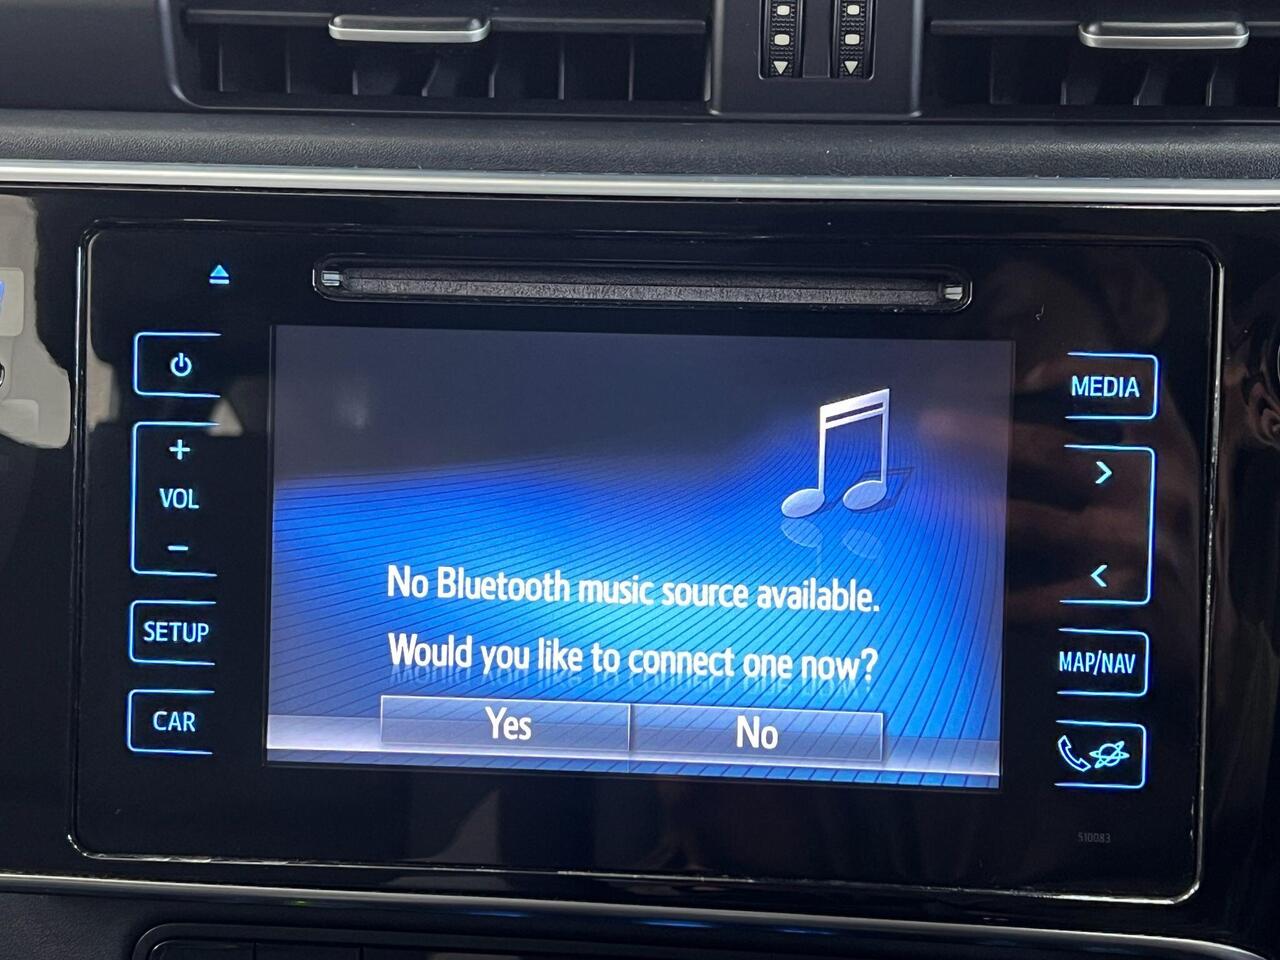 MEDIA
+
VOL
-
>
<
No Bluetooth music source available.
SETUP
Would you like to connect one now?
MAP/NAV
CAR
Yes
No
510083